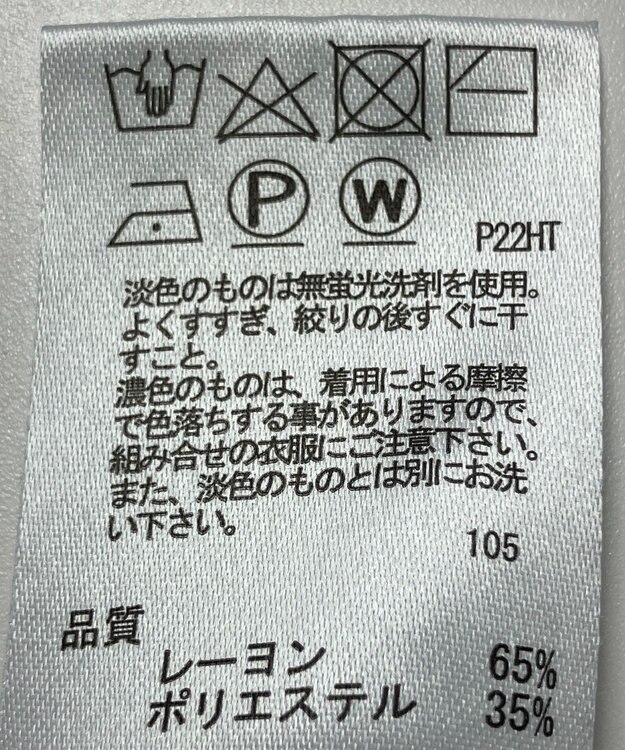 P W
P22HT
淡色のものは無蛍光洗剤を使用。
よくすすぎ、絞りの後すぐに干
すこと。
濃色のものは、着用による摩擦
で色落ちする事がありますので、
組み合せの衣服にご注意下さい。
また、淡色のものとは別にお洗
い下さい。
105
品質
レーヨン 65%
ポリエステル 35%